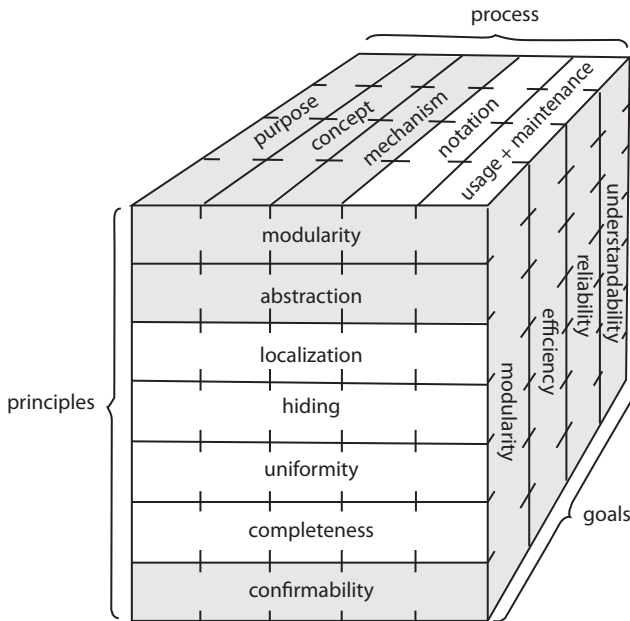 process
purpose
concept
mechanism
notation
usage + maintenance
modularity
abstraction
localization
hiding
uniformity
completeness
confirmability
principles
modularity
efficiency
reliability
understandability
goals